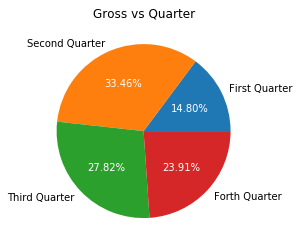 Gross vs Quarter
Second Quarter
33.46%
First Quarter
14.80%
27.82%
23.91%
Third Quarter
Forth Quarter